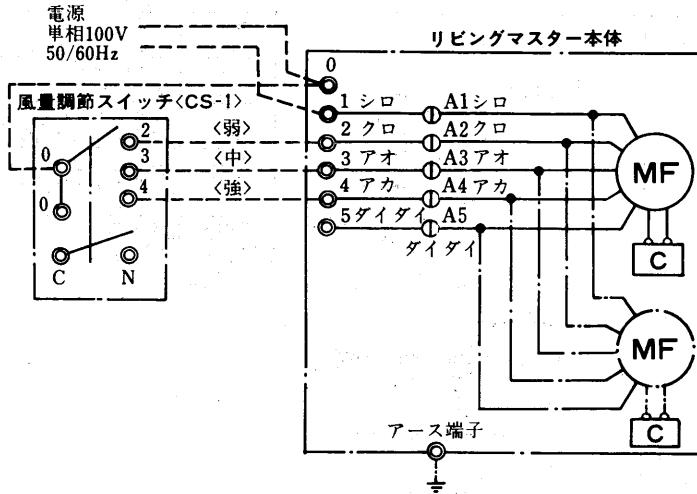 電源
単相100V
50/60Hz
リビングマスター本体
風量調節スイッチ〈CS-1〉
0
1 シロ
A1シロ
2
〈弱〉
2 クロ
A2クロ
0
3
〈中〉
3 アオ
A3アオ
MF
4
〈強〉
4 アカ
A4アカ
0
5ダイダイ
A5
ダイダイ
C
C
N
MF
C
アース端子